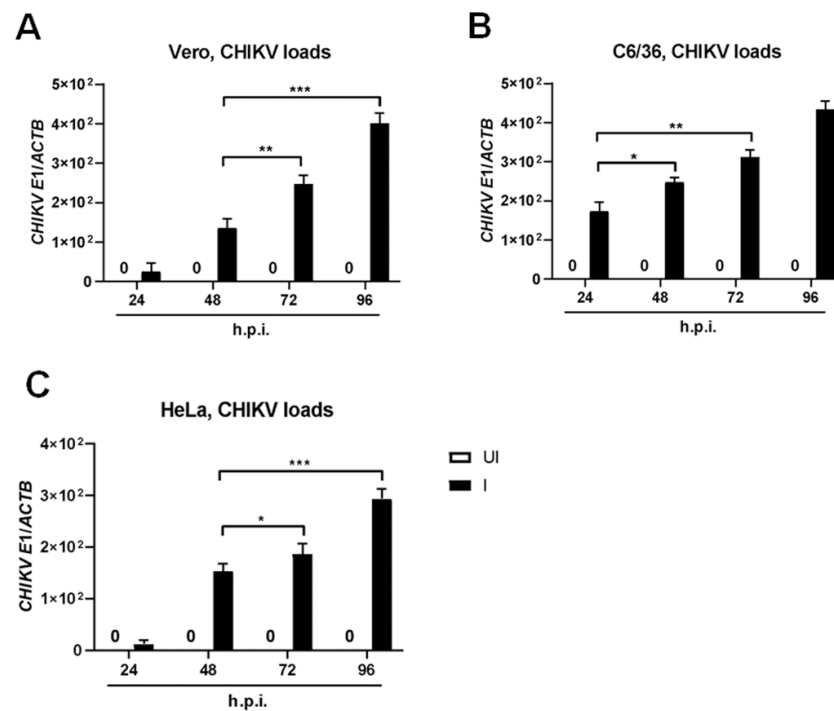 A
Vero, CHIKV loads
CHIKV E1/ACTB
5×10²
4×10²
3×10²
2×10²
1×10²
0
***
**
0 0 0 0
24 48 72 96
h.p.i.
B
C6/36, CHIKV loads
CHIKV E1/ACTB
5×10²
4×10²
3×10²
2×10²
1×10²
0
**
*
0 0 0 0
24 48 72 96
h.p.i.
C
HeLa, CHIKV loads
CHIKV E1/ACTB
4×10²
3×10²
2×10²
1×10²
0
***
*
0 0 0 0
24 48 72 96
h.p.i.
UI
I